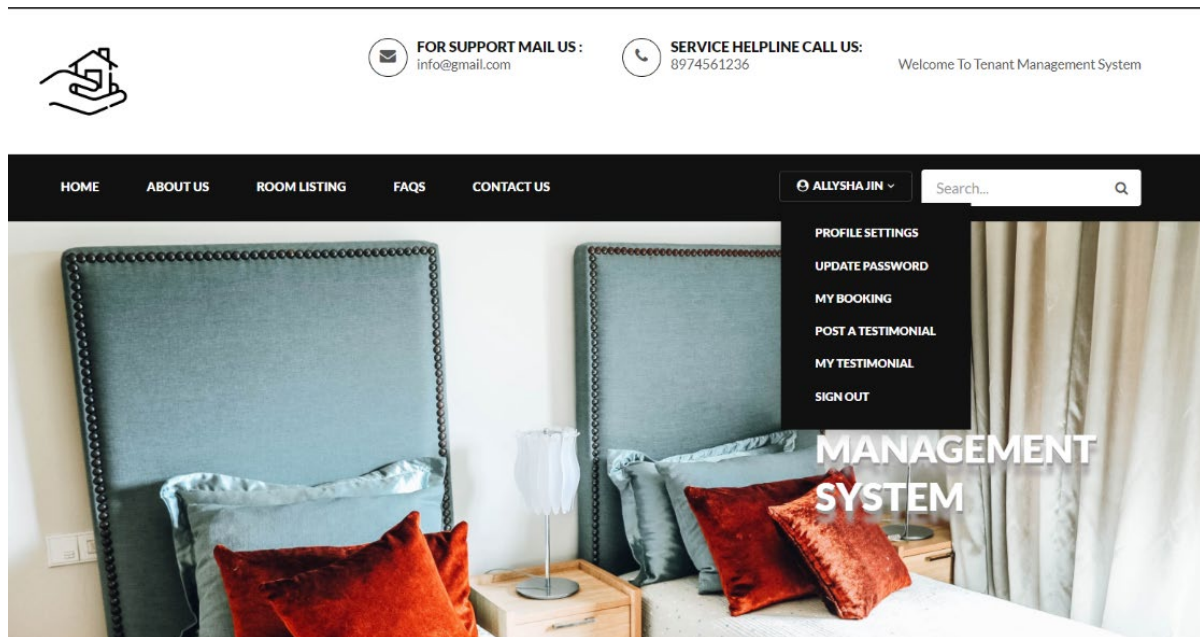 FOR SUPPORT MAIL US :
info@gmail.com
SERVICE HELPLINE CALL US:
8974561236
Welcome To Tenant Management System
HOME
ABOUT US
ROOM LISTING
FAQS
CONTACT US
ALLYSHA JIN
Search...
PROFILE SETTINGS
UPDATE PASSWORD
MY BOOKING
POST A TESTIMONIAL
MY TESTIMONIAL
SIGN OUT
MANAGEMENT
SYSTEM